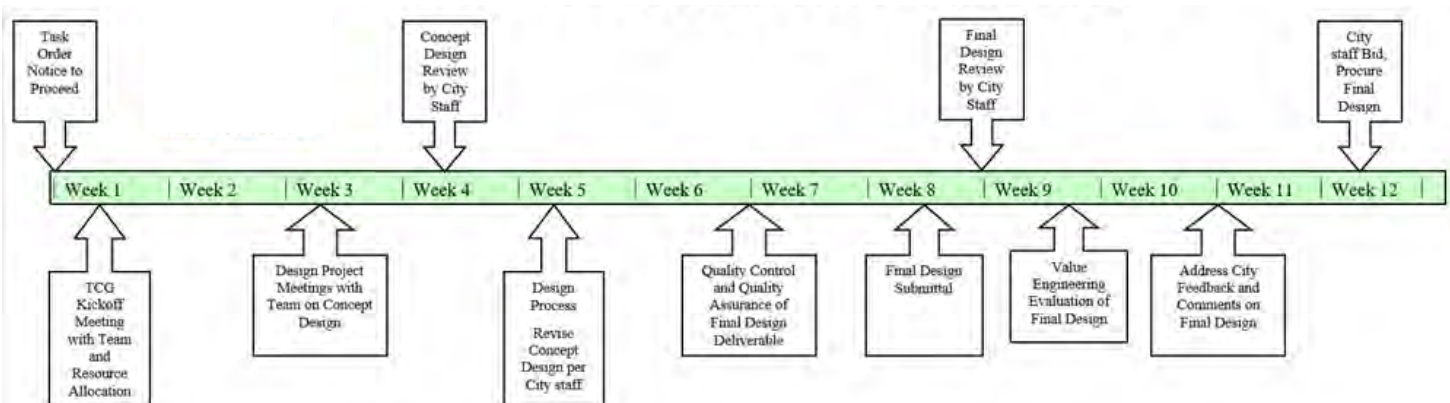 Task
Order
Notice to
Proceed
Concept
Design
Review
by City
Staff
Final
Design
Review
by City
Staff
City
staff Bid,
Procure
Final
Design
Week 1
Week 2
Week 3
Week 4
Week 5
Week 6
Week 7
Week 8
Week 9
Week 10
Week 11
Week 12
TCG
Kickoff
Meeting
with Team
and
Resource
Allocation
Design Project
Meetings with
Team on Concept
Design
Design
Process
Revise
Concept
Design per
City staff
Quality Control
and Quality
Assurance of
Final Design
Deliverable
Final Design
Submittal
Value
Engineering
Evaluation of
Final Design
Address City
Feedback and
Comments on
Final Design